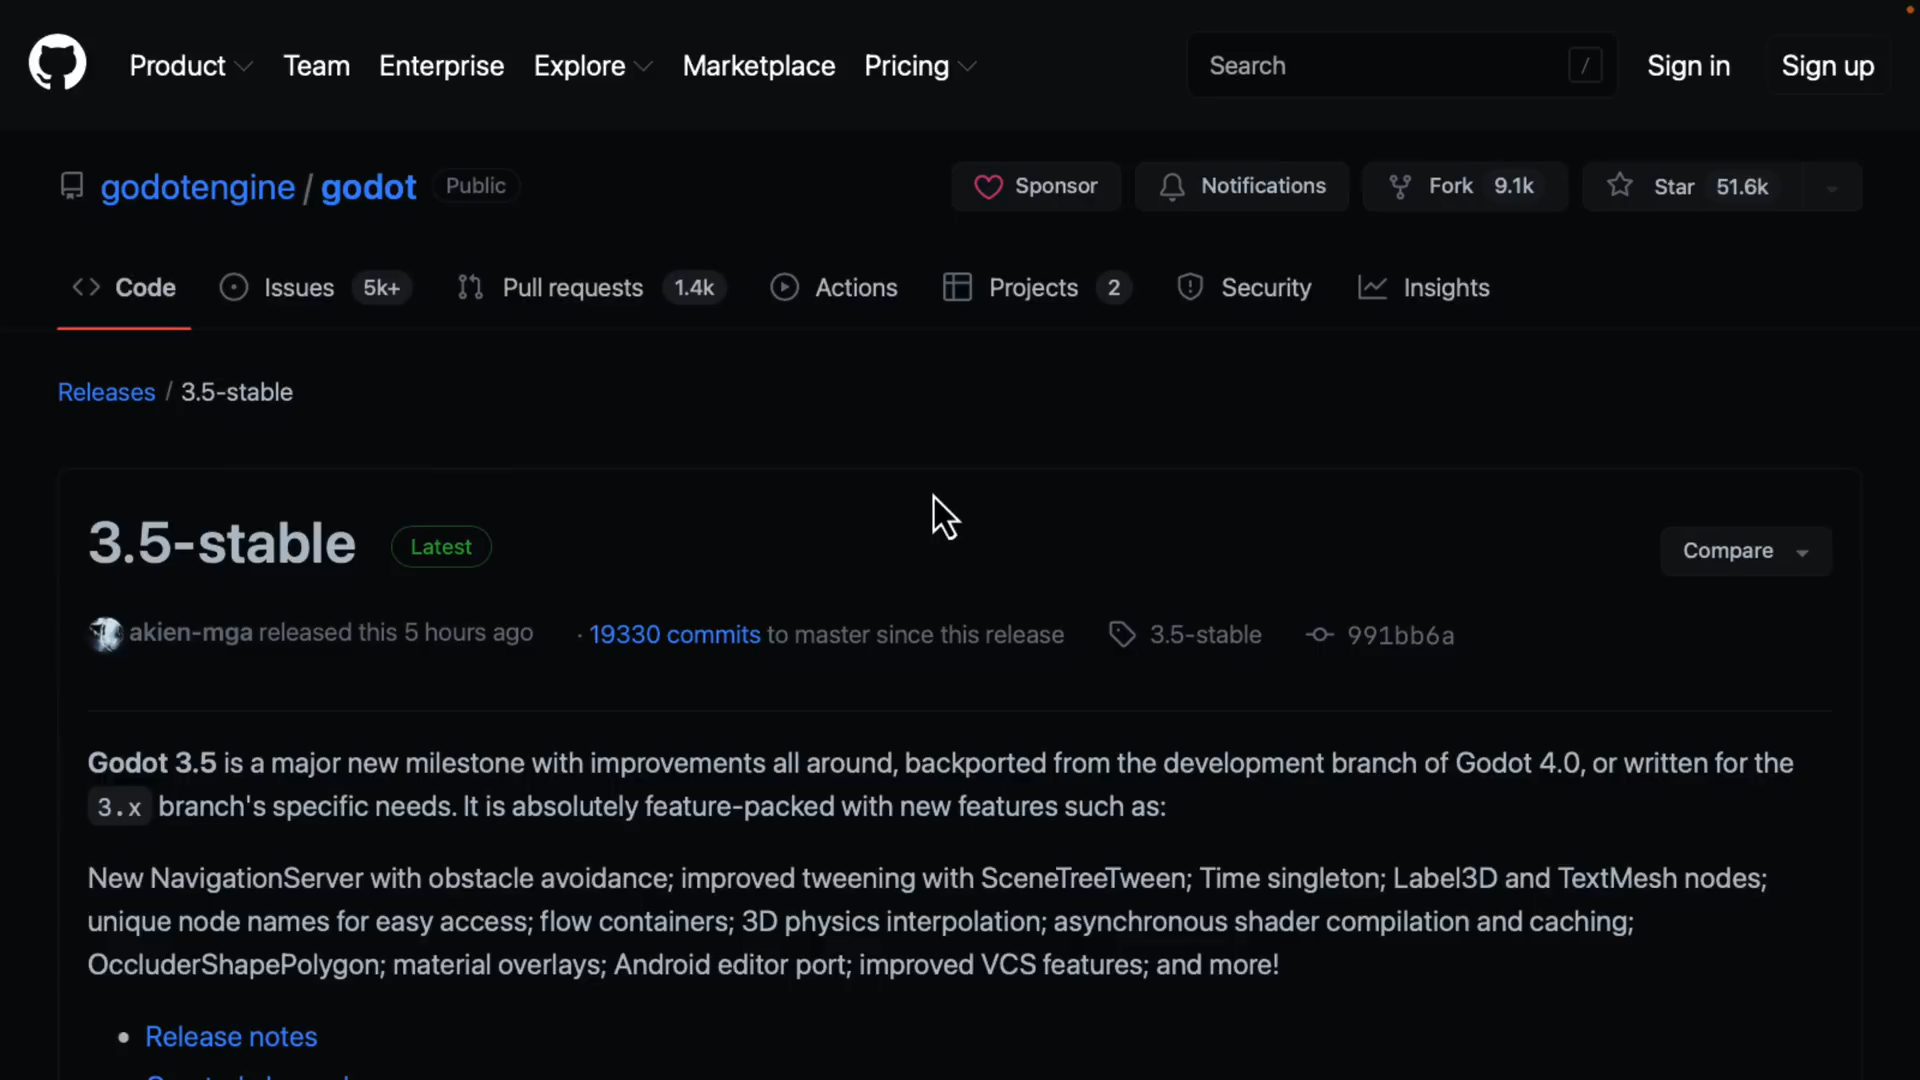 Product Team Enterprise Explore Marketplace Pricing Search / Sign in Sign up
godotengine / godot Public Sponsor Notifications Fork 9.1k Star 51.6k
Code Issues 5k+ Pull requests 1.4k Actions Projects 2 Security Insights
Releases / 3.5-stable
3.5-stable Latest Compare
akien-mga released this 5 hours ago · 19330 commits to master since this release 3.5-stable 991bb6a
Godot 3.5 is a major new milestone with improvements all around, backported from the development branch of Godot 4.0, or written for the
3.x branch's specific needs. It is absolutely feature-packed with new features such as:
New NavigationServer with obstacle avoidance; improved tweening with SceneTreeTween; Time singleton; Label3D and TextMesh nodes;
unique node names for easy access; flow containers; 3D physics interpolation; asynchronous shader compilation and caching;
OccluderShapePolygon; material overlays; Android editor port; improved VCS features; and more!
• Release notes